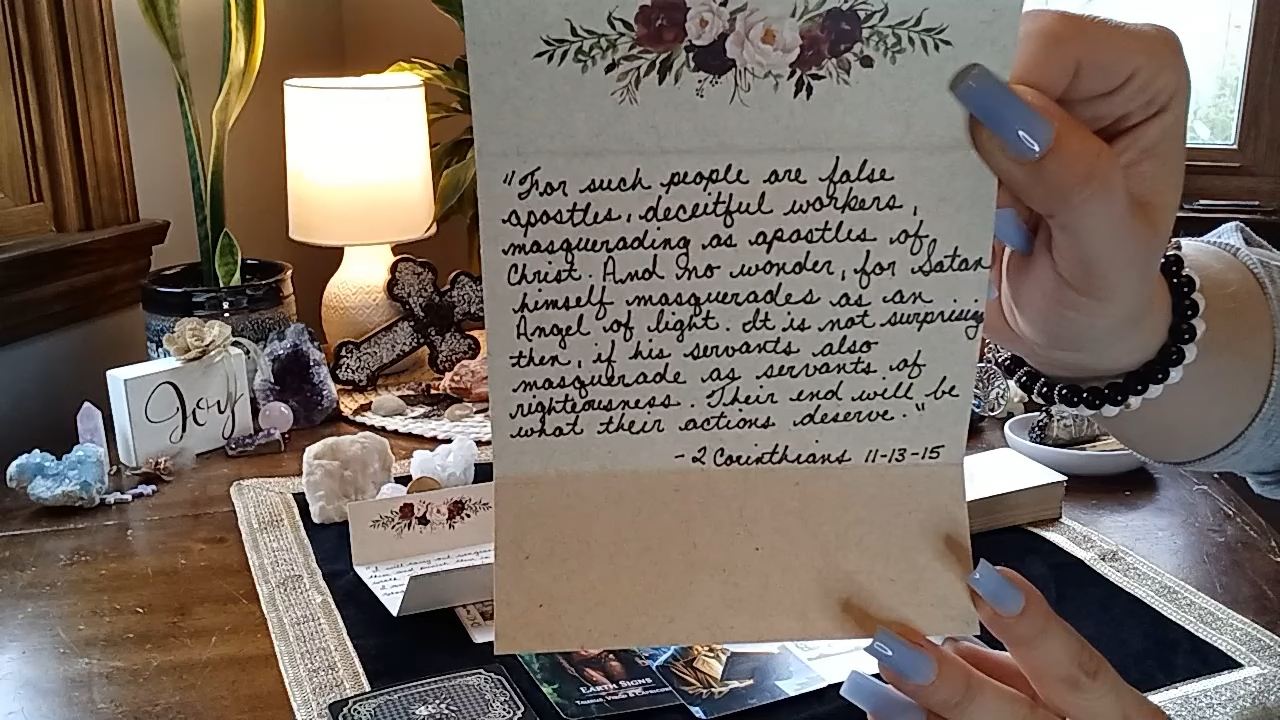 "For such people are false
apostles, deceitful workers,
masquerading as apostles of
Christ. And no wonder, for Satan
himself masquerades as an
Angel of light. It is not surprising
then, if his servants also
masquerade as servants of
righteousness. Their end will be
what their actions deserve."
-2 Corinthians 11-13-15
Joy
EARTH SIGNS